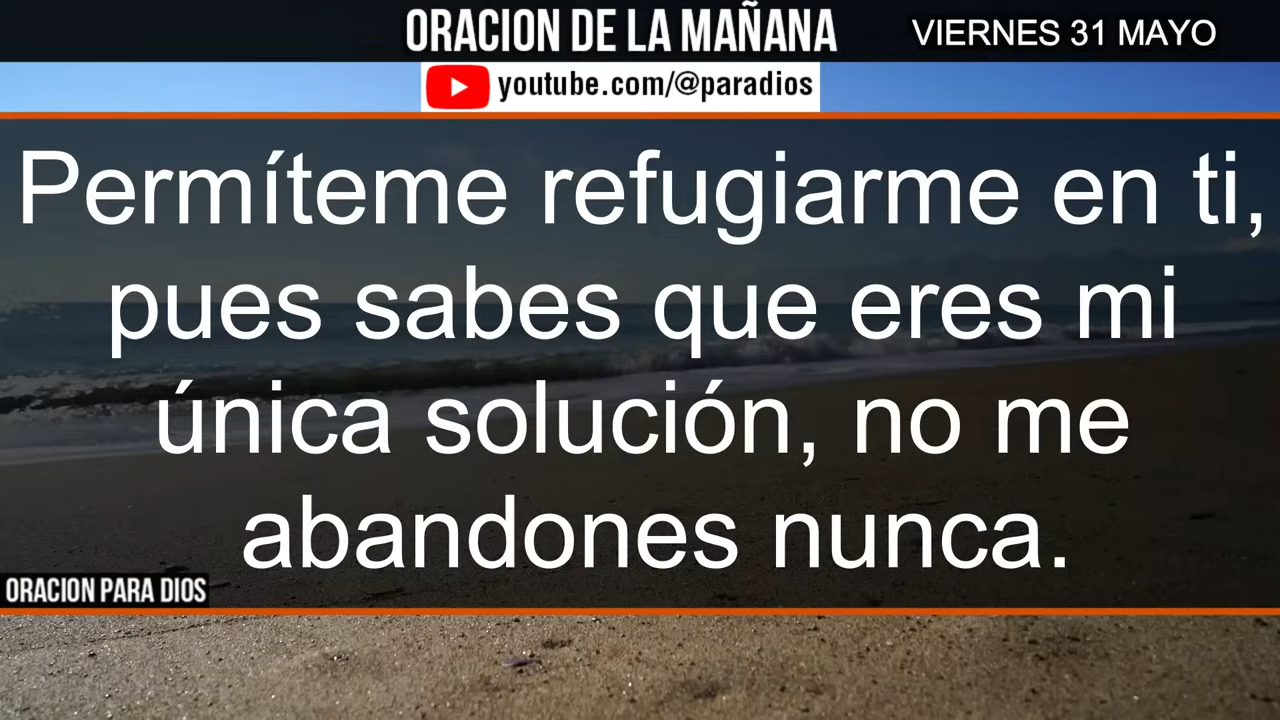 ORACION DE LA MAÑANA
VIERNES 31 MAYO
youtube.com/@paradios
Permíteme refugiarme en ti,
pues sabes que eres mi
única solución, no me
abandones nunca.
ORACION PARA DIOS